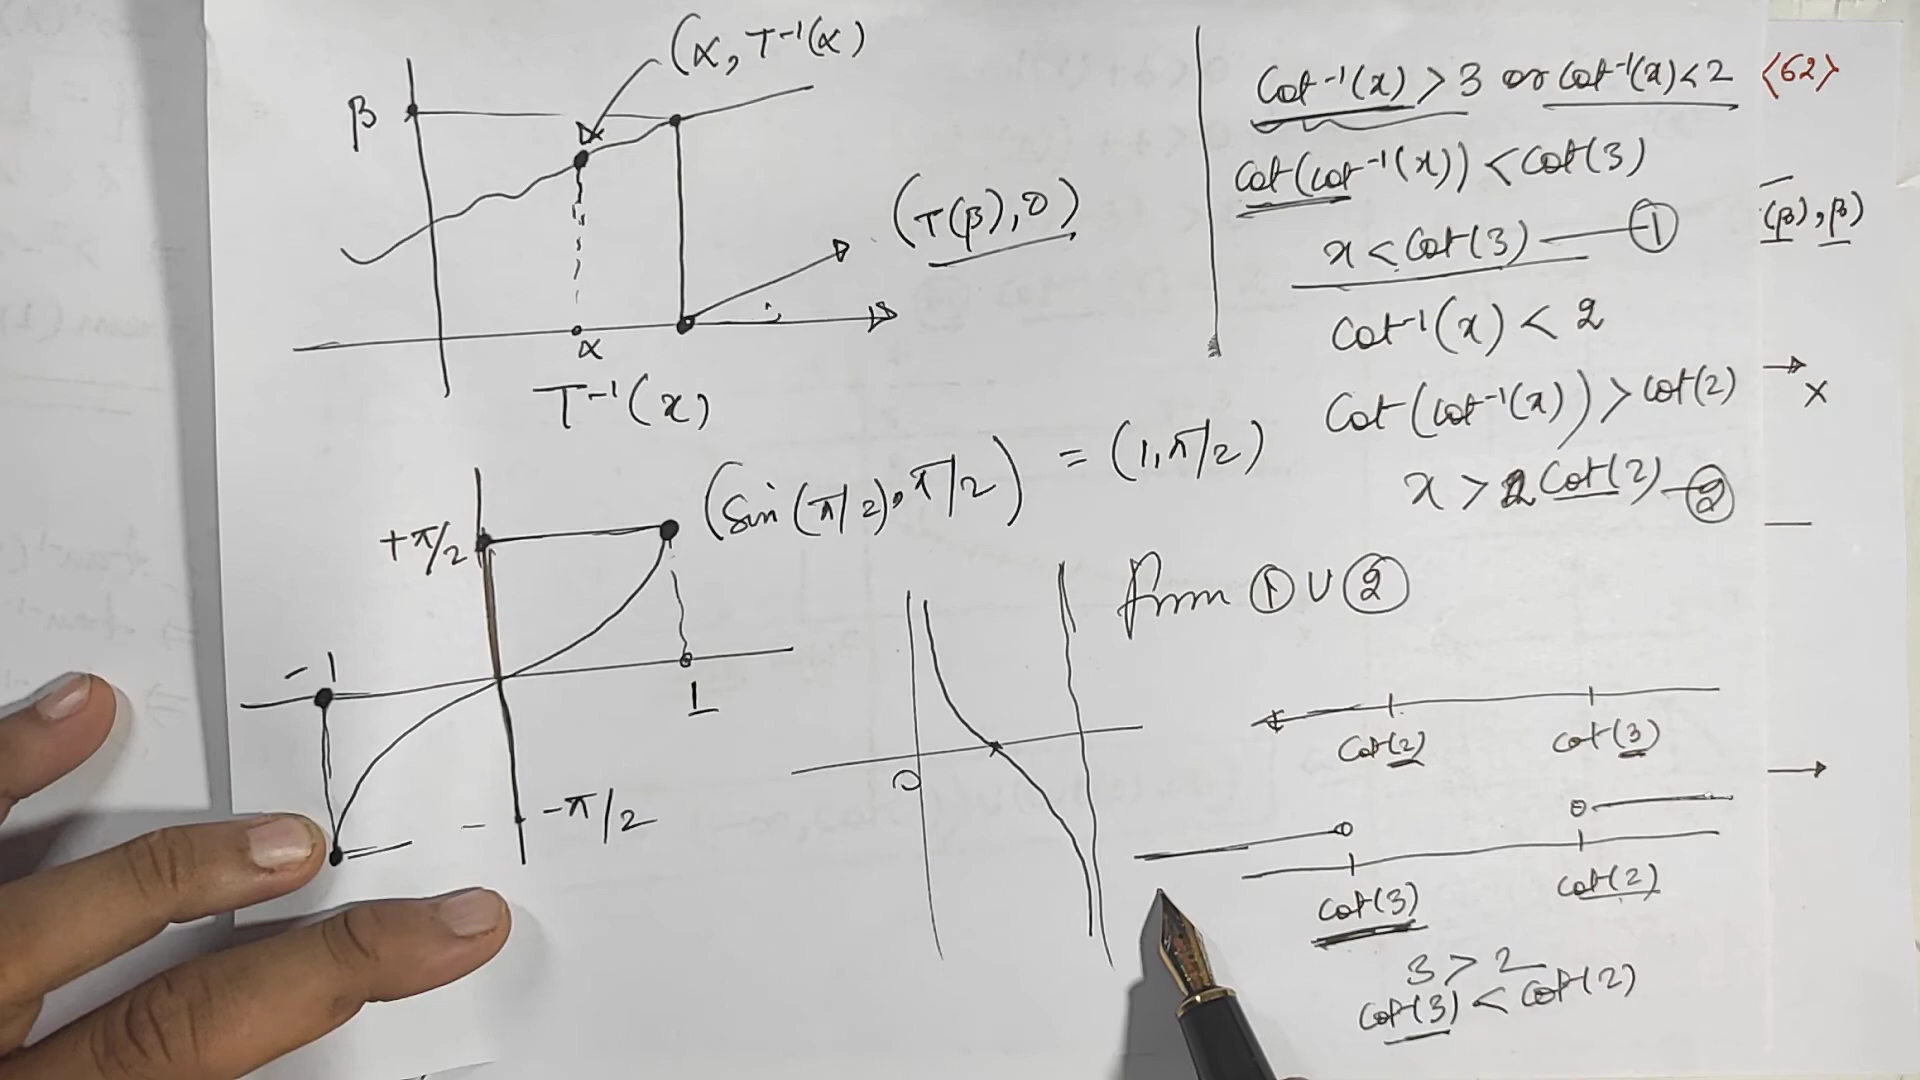 (α, T⁻¹(α)
β
(T(β), 0)
α
T⁻¹(x)
+π/2
(Sin(π/2), π/2) = (1, π/2)
-1
1
-π/2
0
Cot⁻¹(x) > 3 or Cot⁻¹(x) < 2
<62>
Cot(cot⁻¹(x)) < cot(3)
(β), β)
x < Cot(3) — ①
Cot⁻¹(x) < 2
x
Cot(cot⁻¹(x)) > cot(2)
x > Cot(2) — ②
from ① ∪ ②
Cot(2) cot(3)
cot(3) cot(2)
3 > 2
cot(3) < cot(2)